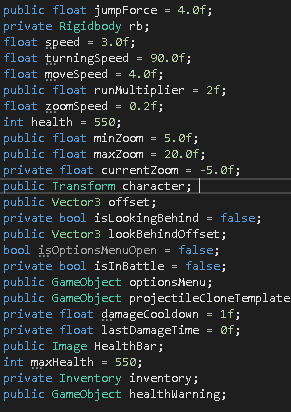 public float jumpForce = 4.0f;
private Rigidbody rb;
float speed = 3.0f;
float turningSpeed = 90.0f;
float moveSpeed = 4.0f;
public float runMultiplier = 2f;
float zoomSpeed = 0.2f;
int health = 550;
public float minZoom = 5.0f;
public float maxZoom = 20.0f;
private float currentZoom = -5.0f;
public Transform character;
public Vector3 offset;
private bool isLookingBehind = false;
public Vector3 lookBehindOffset;
bool isOptionsMenuOpen = false;
private bool isInBattle = false;
public GameObject optionsMenu;
public GameObject projectileCloneTemplate
private float damageCooldown = 1f;
private float lastDamageTime = 0f;
public Image HealthBar;
int maxHealth = 550;
private Inventory inventory;
public GameObject healthWarning;